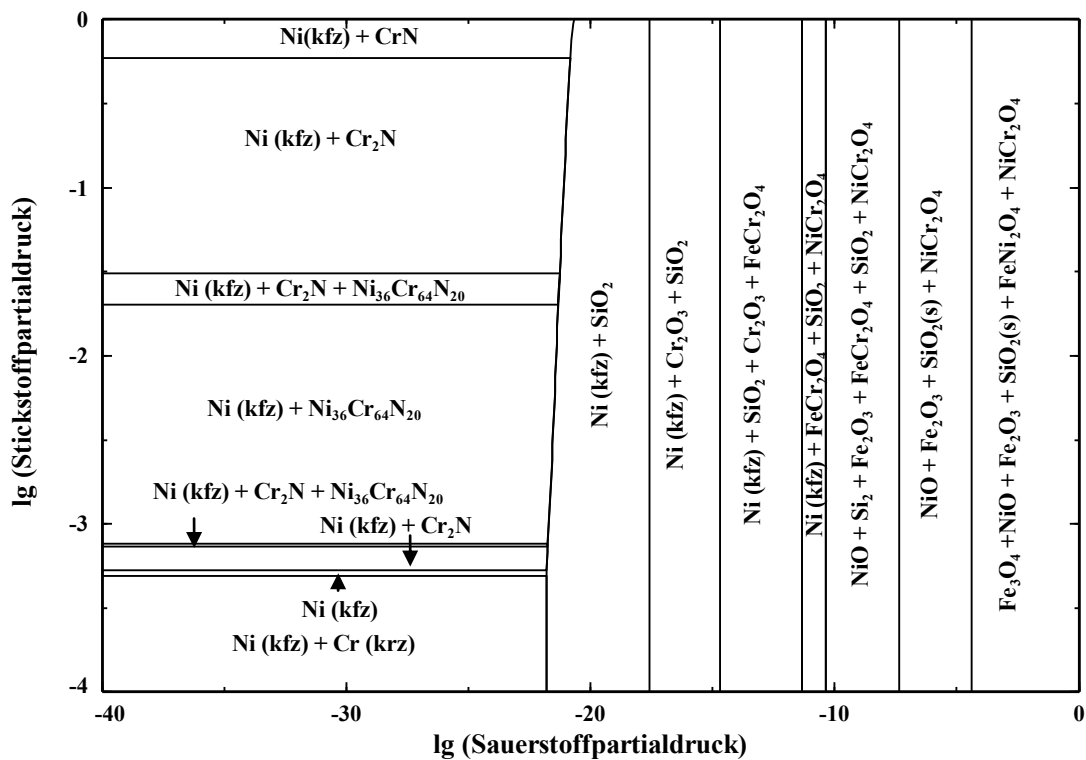 0
Ni(kfz) + CrN
Ni (kfz) + Cr₂N
-1
Ni (kfz) + Cr₂N + Ni₃₆Cr₆₄N₂₀
-2
Ni (kfz) + Ni₃₆Cr₆₄N₂₀
Ni (kfz) + Cr₂N + Ni₃₆Cr₆₄N₂₀
-3
Ni (kfz) + Cr₂N
Ni (kfz)
Ni (kfz) + Cr (krz)
-4
lg (Stickstoffpartialdruck)
Ni (kfz) + SiO₂
Ni (kfz) + Cr₂O₃ + SiO₂
Ni (kfz) + SiO₂ + Cr₂O₃ + FeCr₂O₄
Ni (kfz) + FeCr₂O₄ + SiO₂ + NiCr₂O₄
NiO + Si₂ + Fe₂O₃ + FeCr₂O₄ + SiO₂ + NiCr₂O₄
NiO + Fe₂O₃ + SiO₂(s) + NiCr₂O₄
Fe₃O₄ +NiO + Fe₂O₃ + SiO₂(s) + FeNi₂O₄ + NiCr₂O₄
-40 -30 -20 -10 0
lg (Sauerstoffpartialdruck)